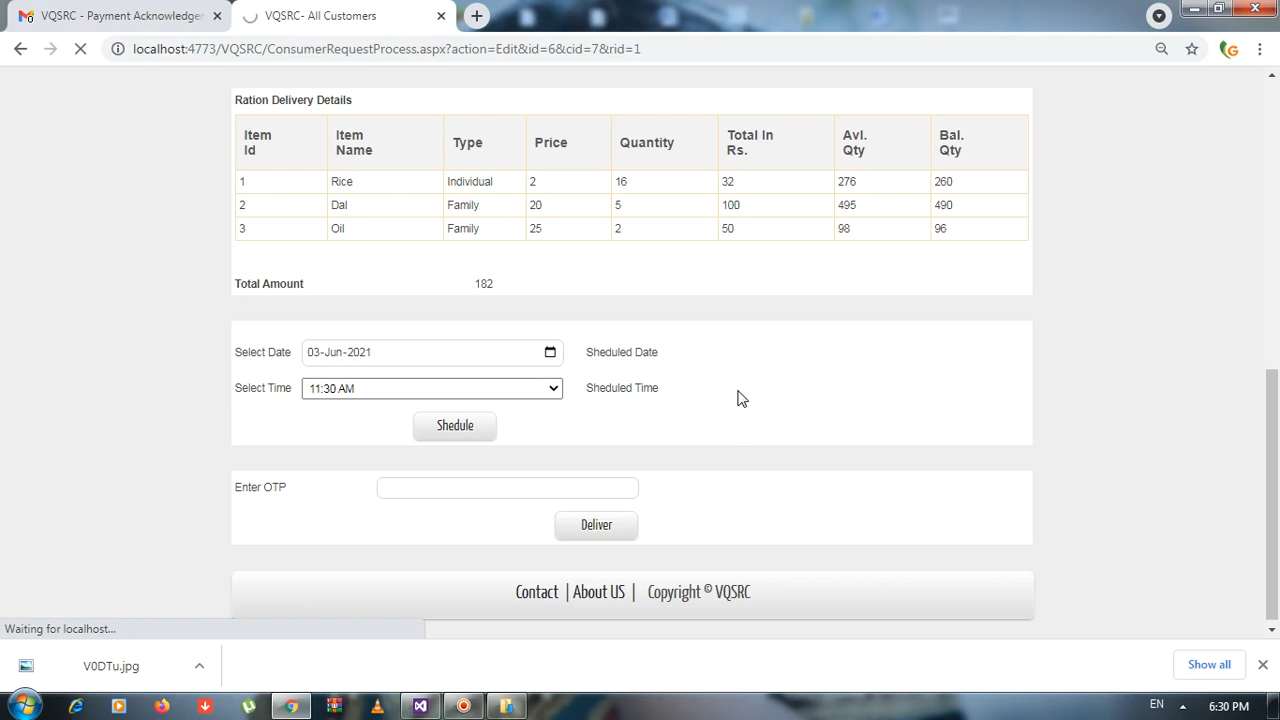 VQSRC - Payment Acknowledger
VQSRC- All Customers
localhost:4773/VQSRC/ConsumerRequestProcess.aspx?action=Edit&id=6&cid=7&rid=1
Ration Delivery Details
Item Id Item Name Type Price Quantity Total In Rs. Avl. Qty Bal. Qty
1 Rice Individual 2 16 32 276 260
2 Dal Family 20 5 100 495 490
3 Oil Family 25 2 50 98 96
Total Amount 182
Select Date 03-Jun-2021 Sheduled Date
Select Time 11:30 AM Sheduled Time
Shedule
Enter OTP
Deliver
Contact | About US | Copyright © VQSRC
Waiting for localhost...
V0DTu.jpg Show all
EN 6:30 PM